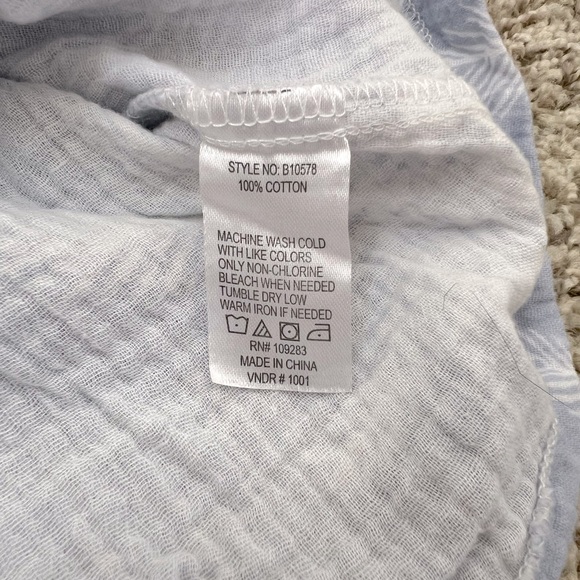 STYLE NO: B10578
100% COTTON
MACHINE WASH COLD
WITH LIKE COLORS
ONLY NON-CHLORINE
BLEACH WHEN NEEDED
TUMBLE DRY LOW
WARM IRON IF NEEDED
RN# 109283
MADE IN CHINA
VNDR # 1001